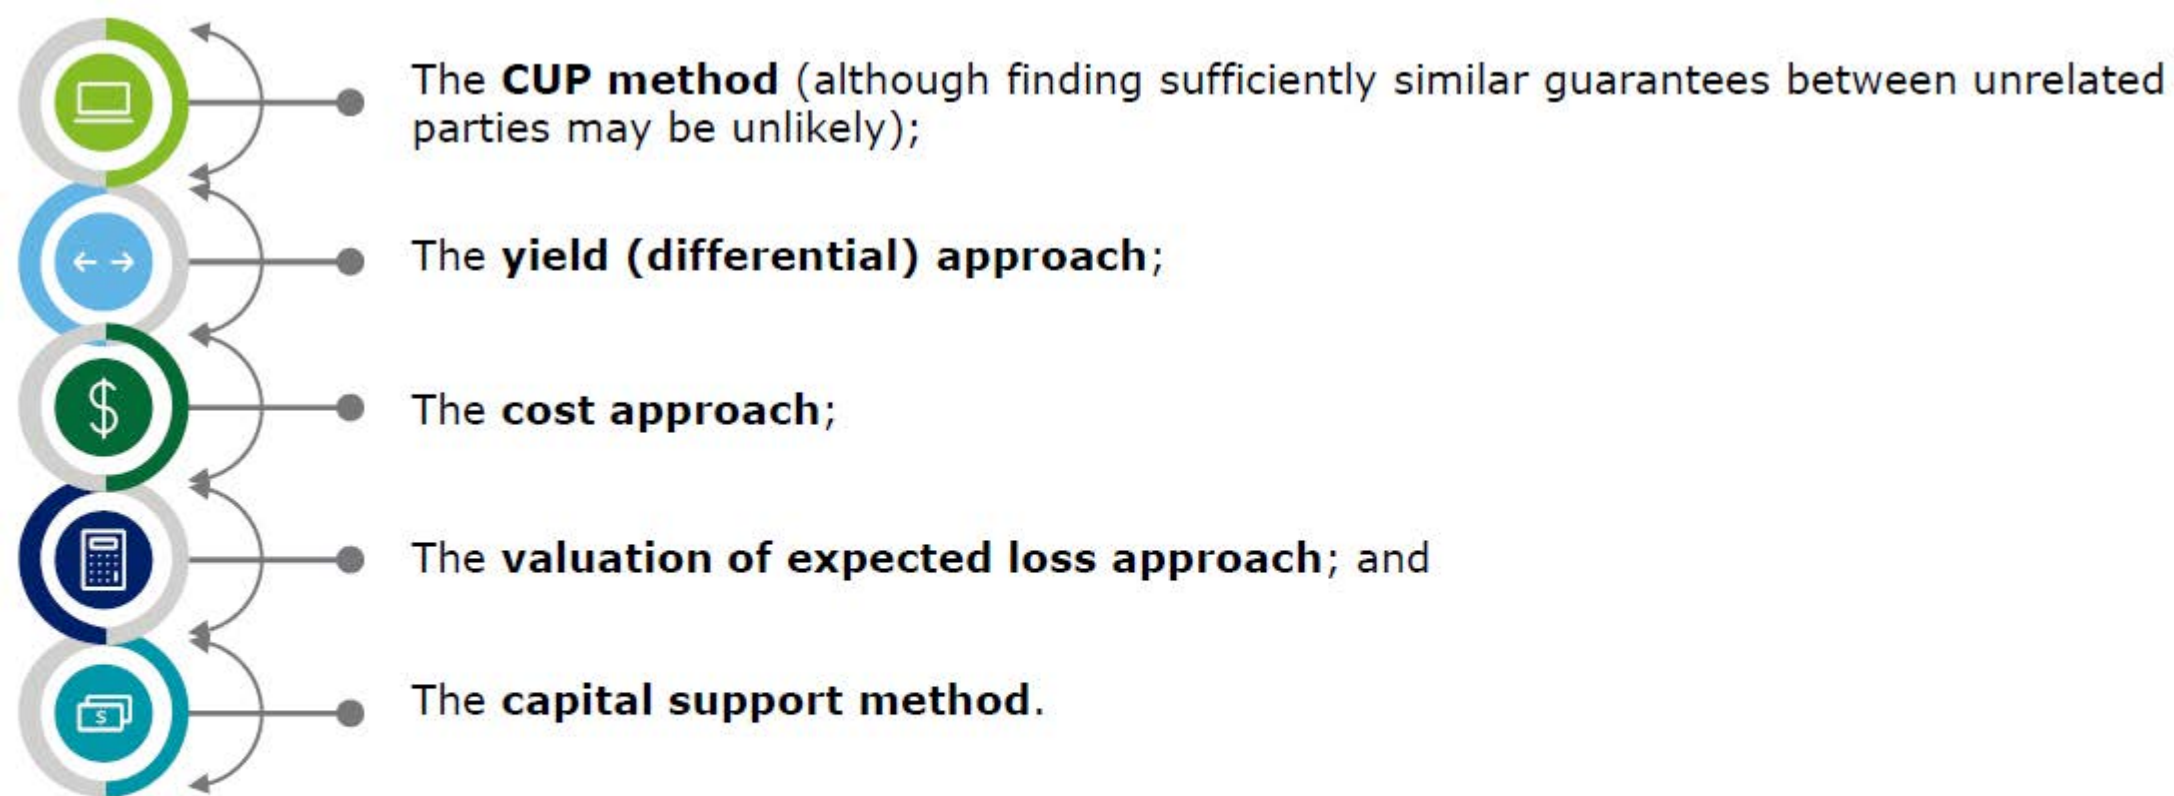 The CUP method (although finding sufficiently similar guarantees between unrelated
parties may be unlikely);
The yield (differential) approach;
$
The cost approach;
The valuation of expected loss approach; and
$
The capital support method.